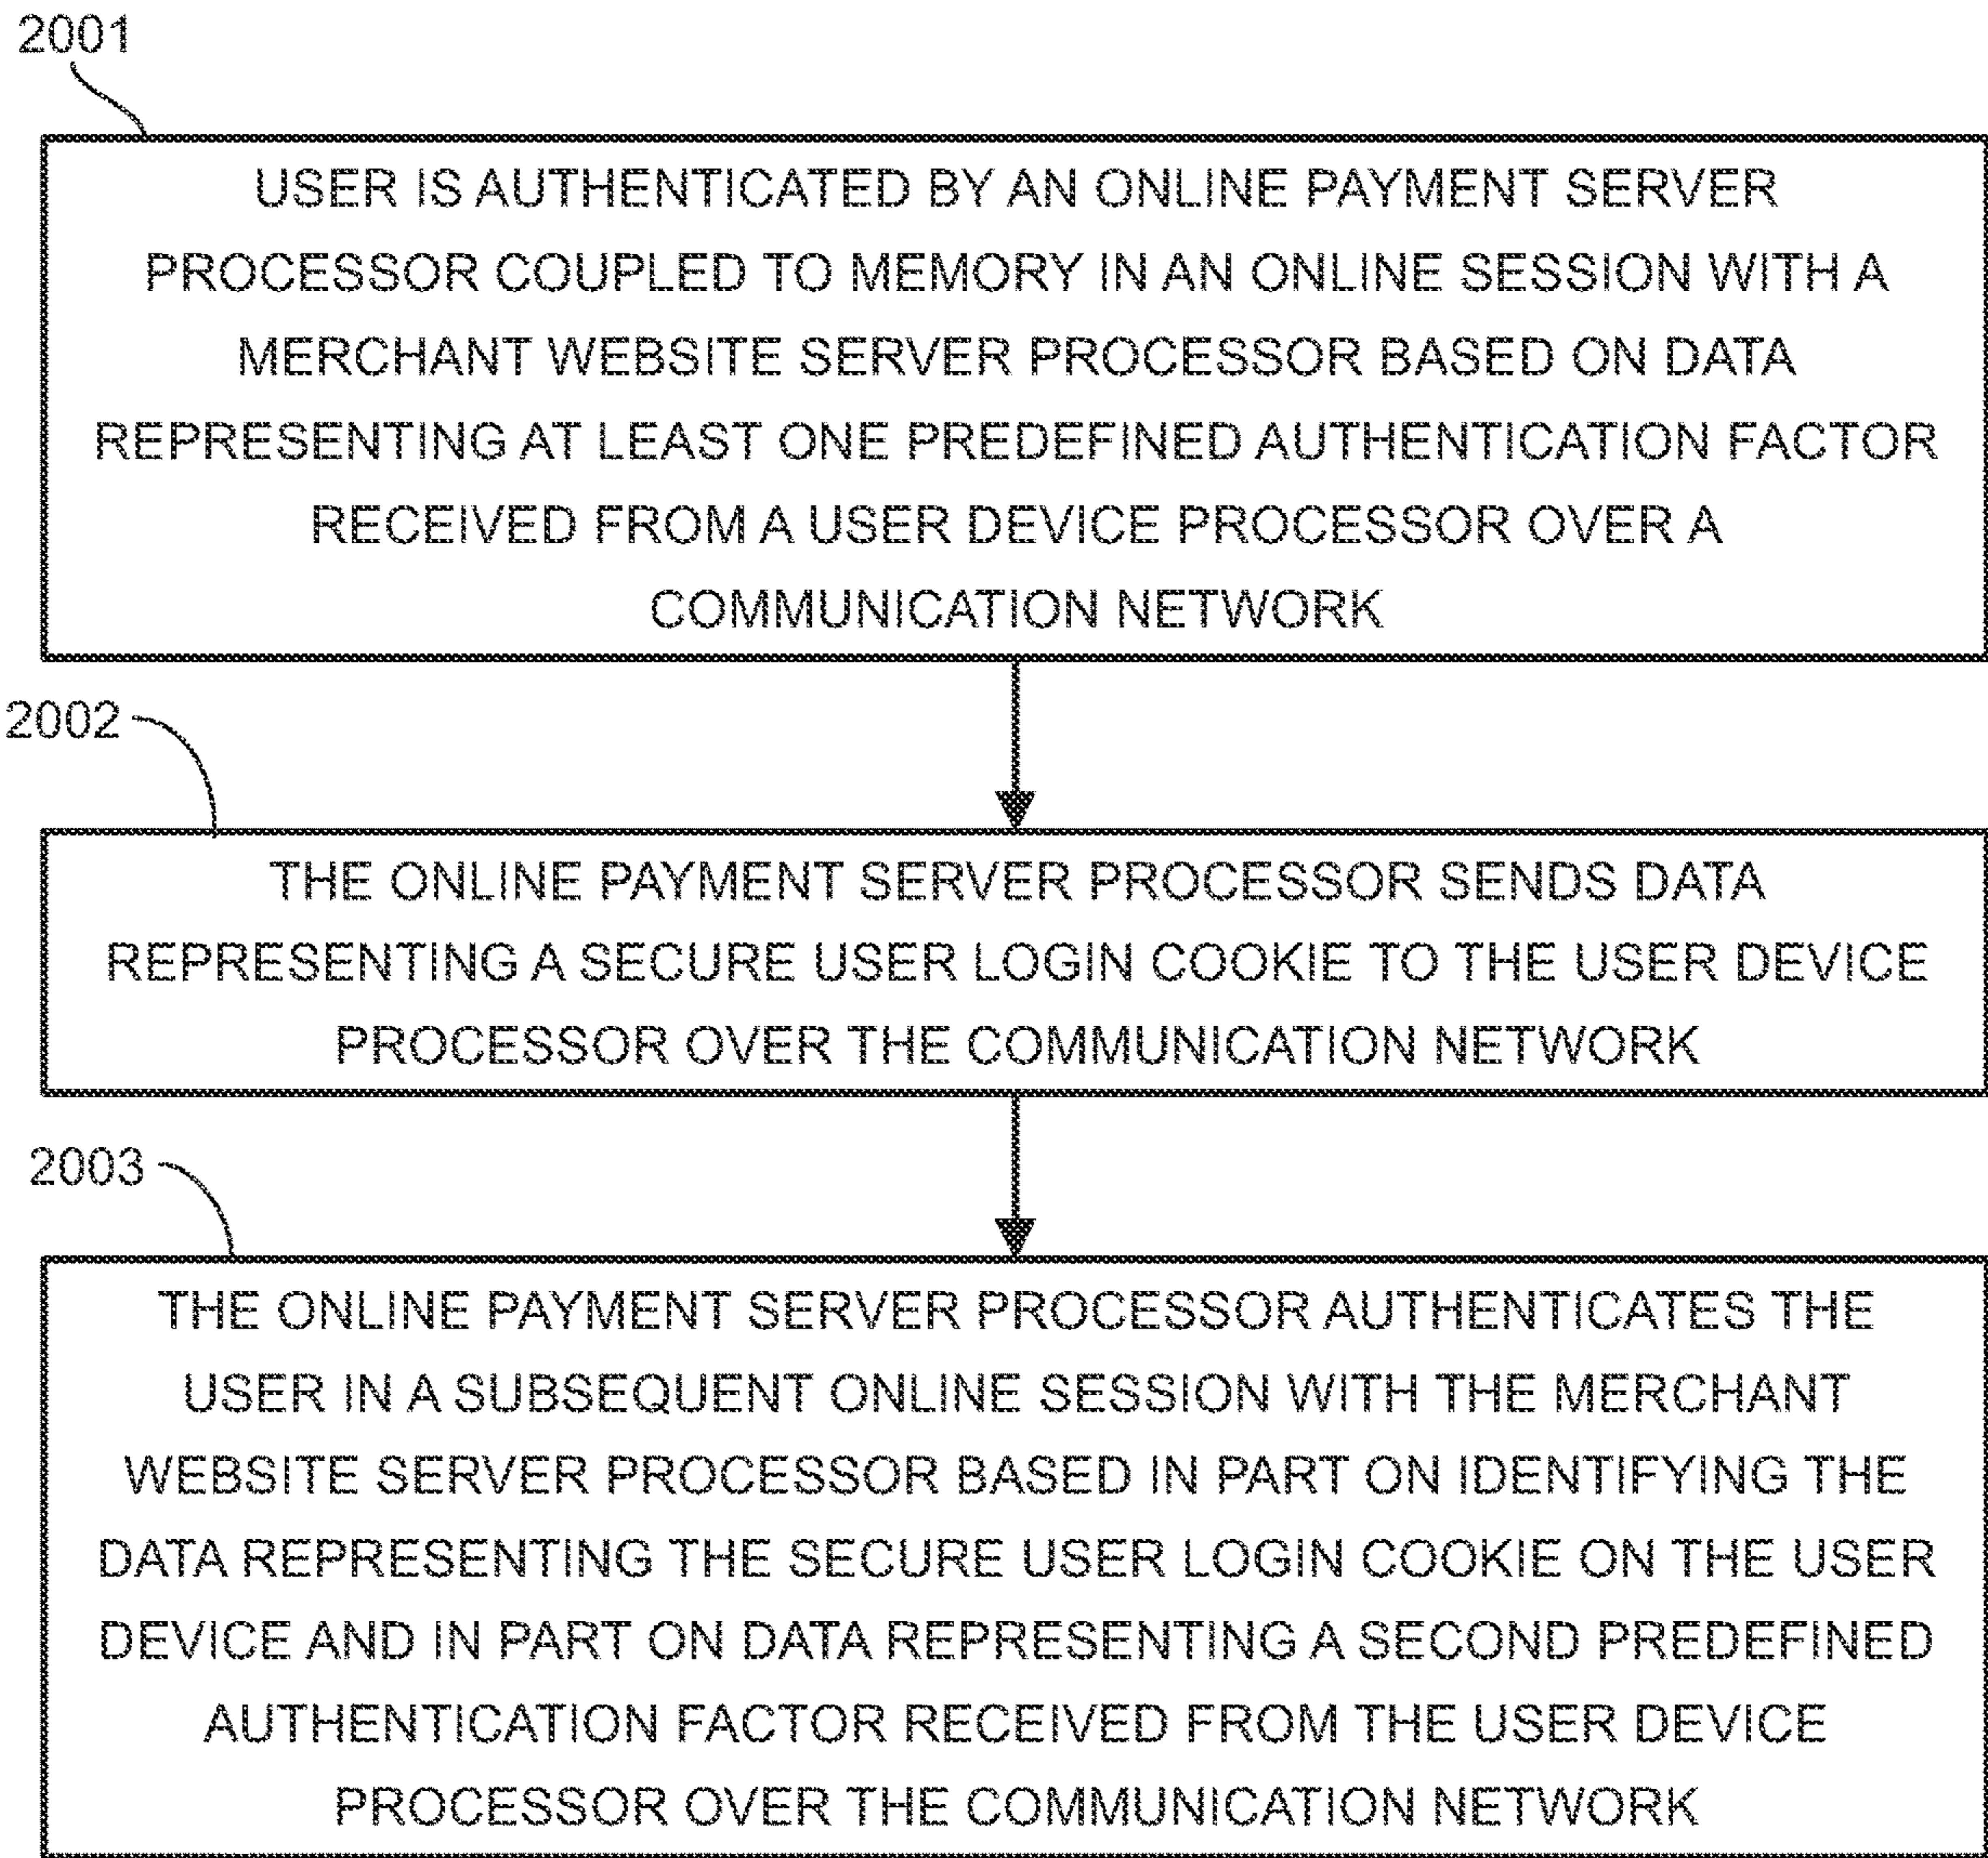 2001
USER IS AUTHENTICATED BY AN ONLINE PAYMENT SERVER
PROCESSOR COUPLED TO MEMORY IN AN ONLINE SESSION WITH A
MERCHANT WEBSITE SERVER PROCESSOR BASED ON DATA
REPRESENTING AT LEAST ONE PREDEFINED AUTHENTICATION FACTOR
RECEIVED FROM A USER DEVICE PROCESSOR OVER A
COMMUNICATION NETWORK
2002
THE ONLINE PAYMENT SERVER PROCESSOR SENDS DATA
REPRESENTING A SECURE USER LOGIN COOKIE TO THE USER DEVICE
PROCESSOR OVER THE COMMUNICATION NETWORK
2003
THE ONLINE PAYMENT SERVER PROCESSOR AUTHENTICATES THE
USER IN A SUBSEQUENT ONLINE SESSION WITH THE MERCHANT
WEBSITE SERVER PROCESSOR BASED IN PART ON IDENTIFYING THE
DATA REPRESENTING THE SECURE USER LOGIN COOKIE ON THE USER
DEVICE AND IN PART ON DATA REPRESENTING A SECOND PREDEFINED
AUTHENTICATION FACTOR RECEIVED FROM THE USER DEVICE
PROCESSOR OVER THE COMMUNICATION NETWORK